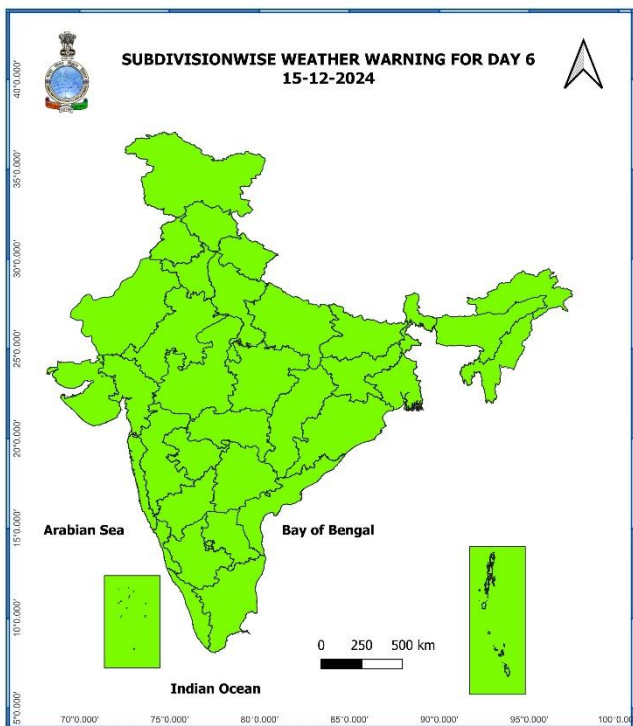 SUBDIVISIONWISE WEATHER WARNING FOR DAY 6
15-12-2024
40°0.000'
35°0.000'
30°0.000'
25°0.000'
20°0.000'
15°0.000'
10°0.000'
5°0.000'
Arabian Sea
Bay of Bengal
0 250 500 km
Indian Ocean
70°0.000' 75°0.000' 80°0.000' 85°0.000' 90°0.000' 95°0.000' 100°0.0